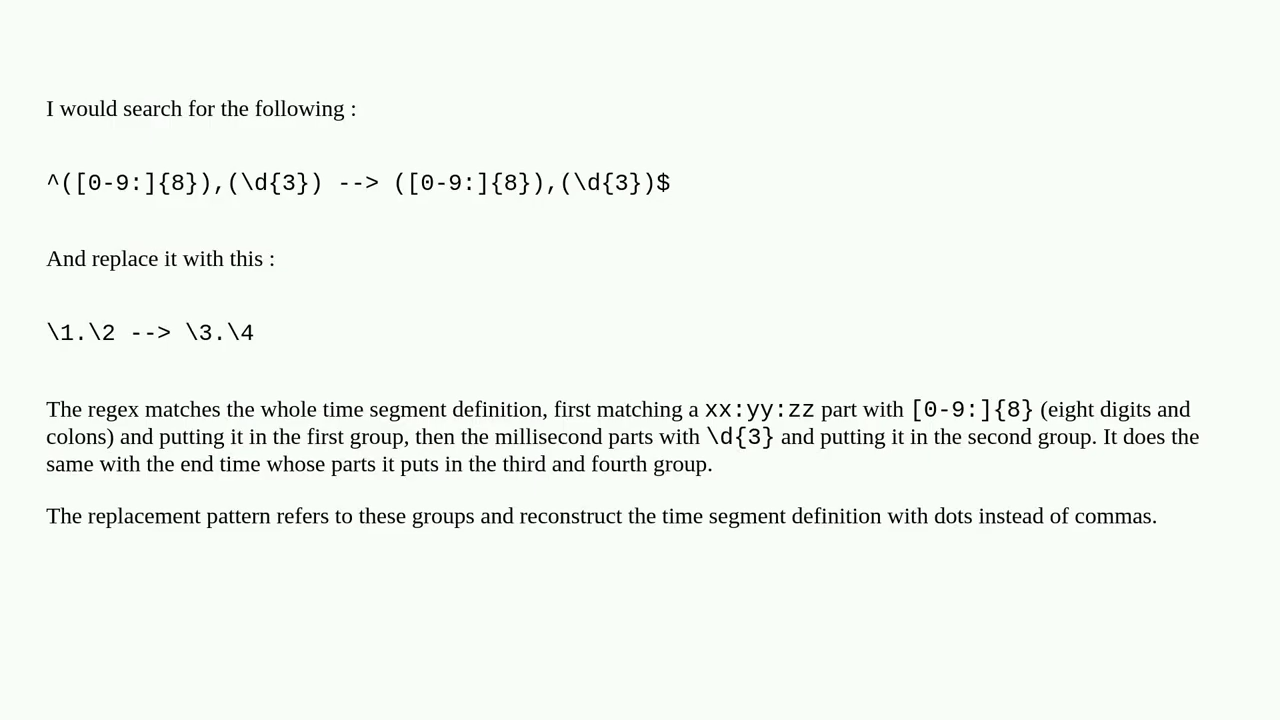 I would search for the following :
^([0-9:]{8}),(\d{3}) --> ([0-9:]{8}),(\d{3})$
And replace it with this :
\1.\2 --> \3.\4
The regex matches the whole time segment definition, first matching a xx:yy:zz part with [0-9:]{8} (eight digits and
colons) and putting it in the first group, then the millisecond parts with \d{3} and putting it in the second group. It does the
same with the end time whose parts it puts in the third and fourth group.
The replacement pattern refers to these groups and reconstruct the time segment definition with dots instead of commas.